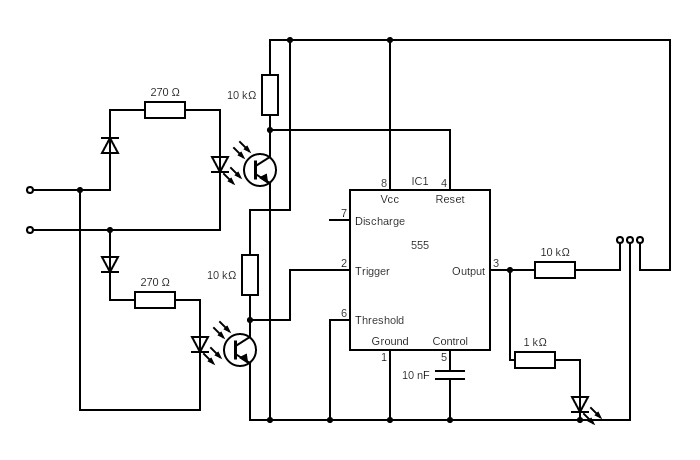 270 Ω
10 kΩ
8
IC1
4
Vcc
Reset
7
Discharge
555
10 kΩ
2
Trigger
Output
3
10 kΩ
270 Ω
6
Threshold
Ground
Control
1
5
1 kΩ
10 nF